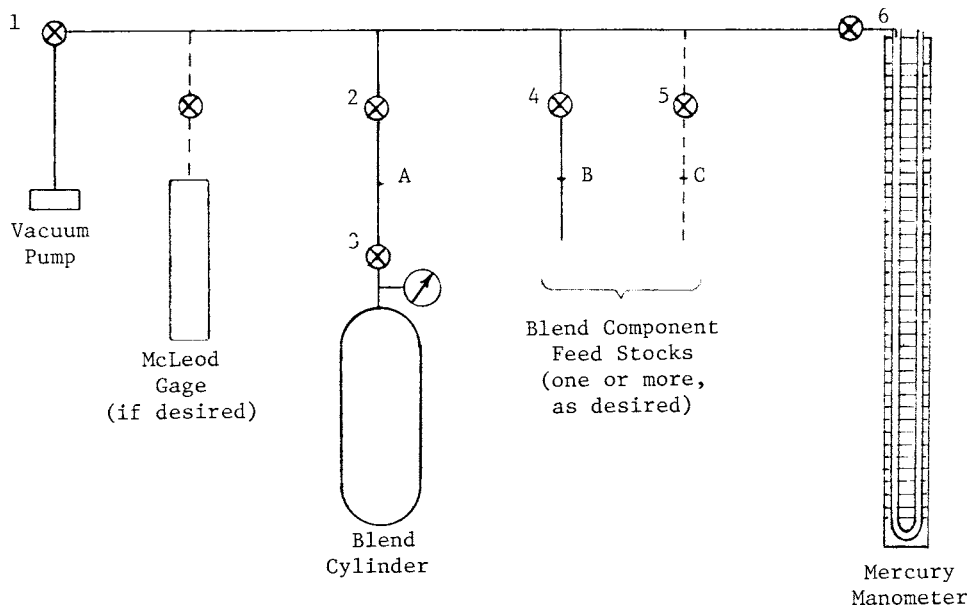 1
6
2
4
5
A
B
C
3
Vacuum
Pump
McLeod
Gage
(if desired)
Blend Component
Feed Stocks
(one or more,
as desired)
Blend
Cylinder
Mercury
Manometer